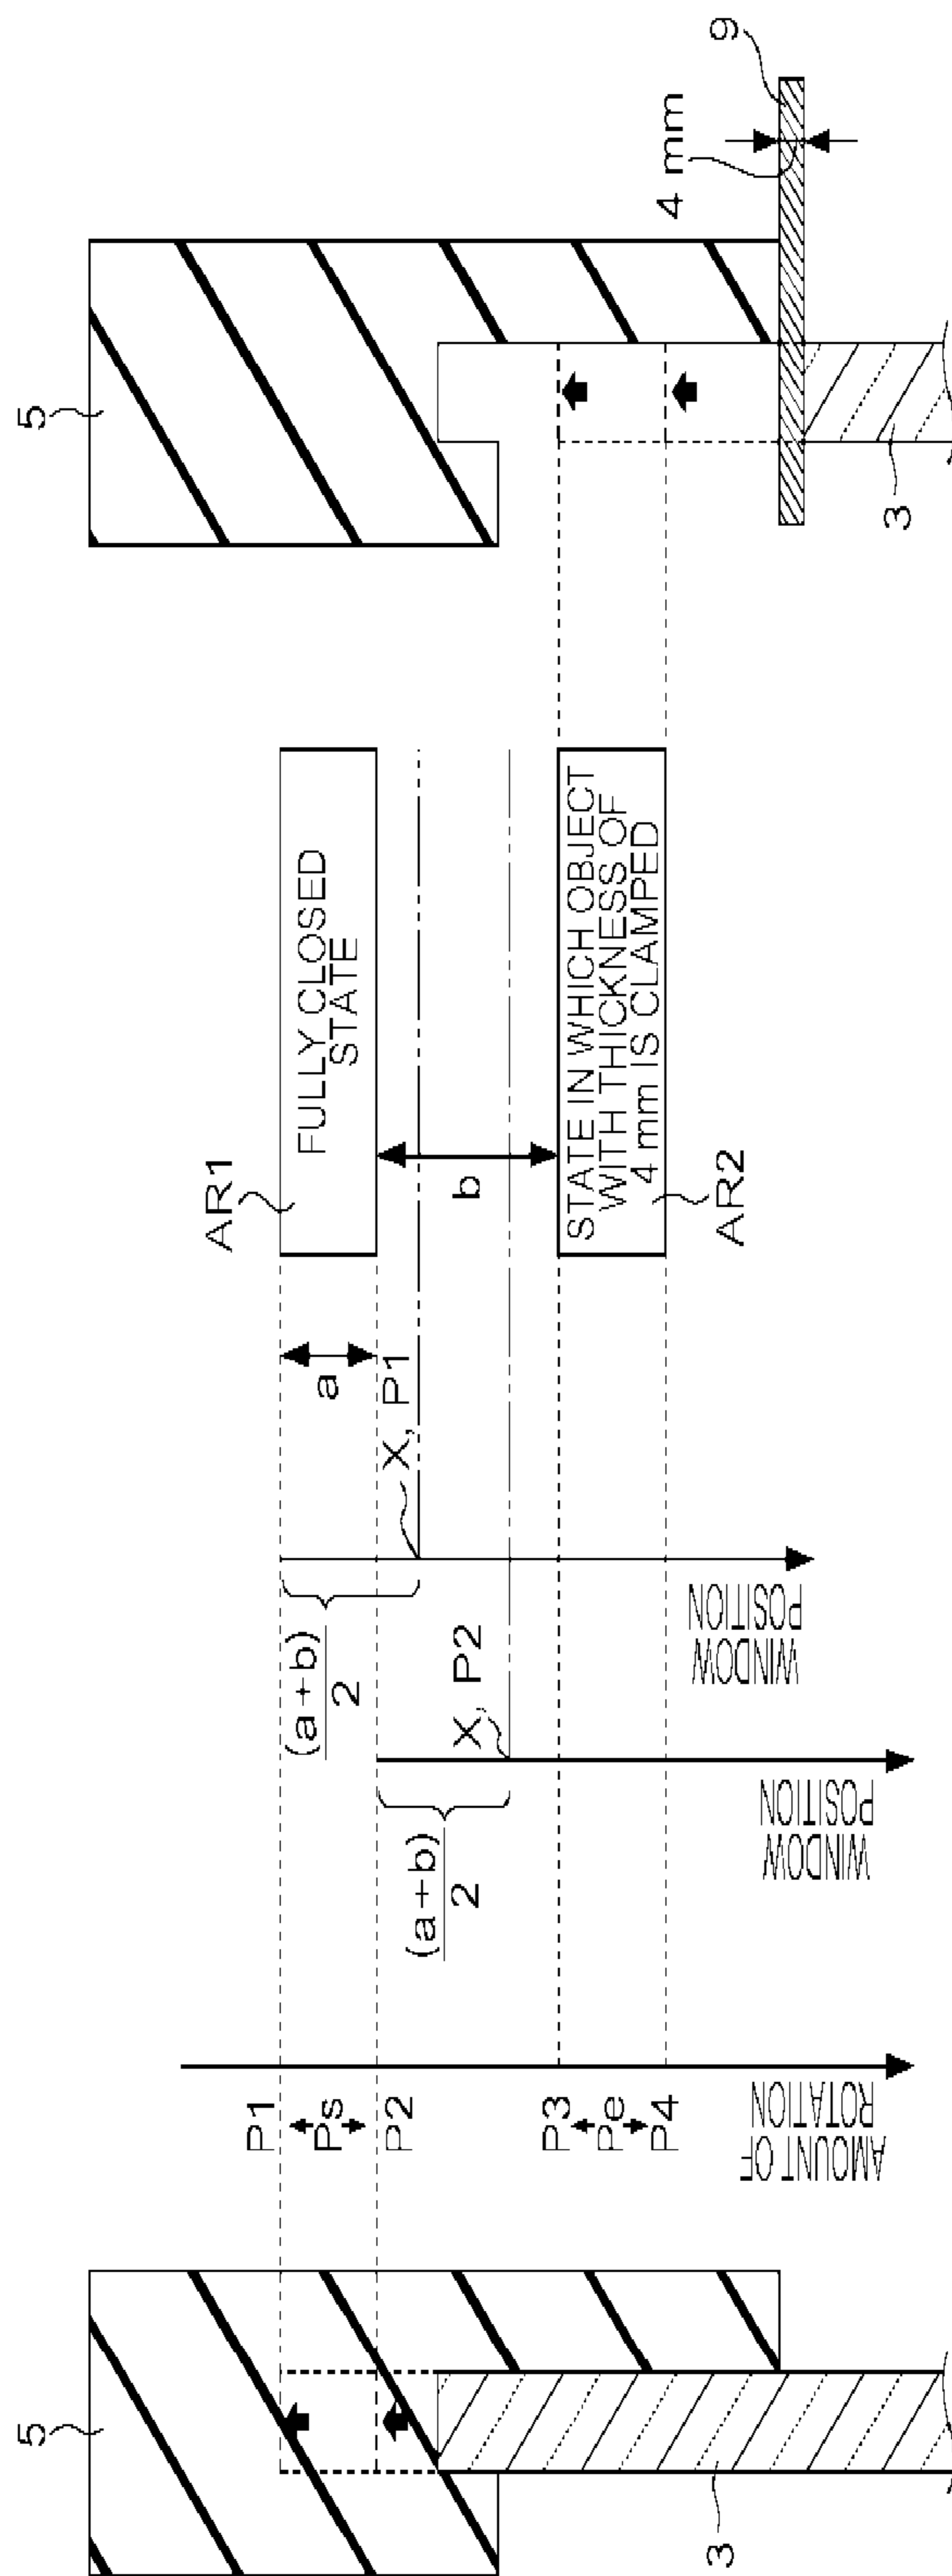 5
3
P1
Ps
P2
P3
Pe
P4
AMOUNT OF
ROTATION
(a+b)
2
X, P2
WINDOW
POSITION
(a+b)
2
X, P1
WINDOW
POSITION
a
AR1
FULLY CLOSED
STATE
b
STATE IN WHICH OBJECT
WITH THICKNESS OF
4 mm IS CLAMPED
AR2
5
4 mm
9
3